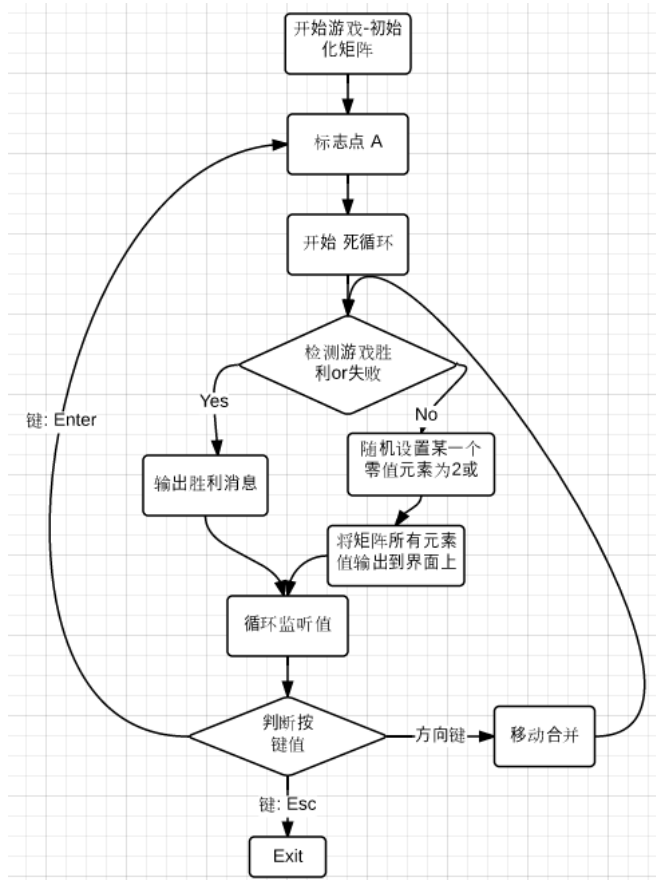 开始游戏-初始
化矩阵
标志点 A
开始 死循环
检测游戏胜
利or失败
键: Enter
Yes
No
随机设置某一个
零值元素为2或
输出胜利消息
将矩阵所有元素
值输出到界面上
循环监听值
判断按
键值
方向键
移动合并
键: Esc
Exit